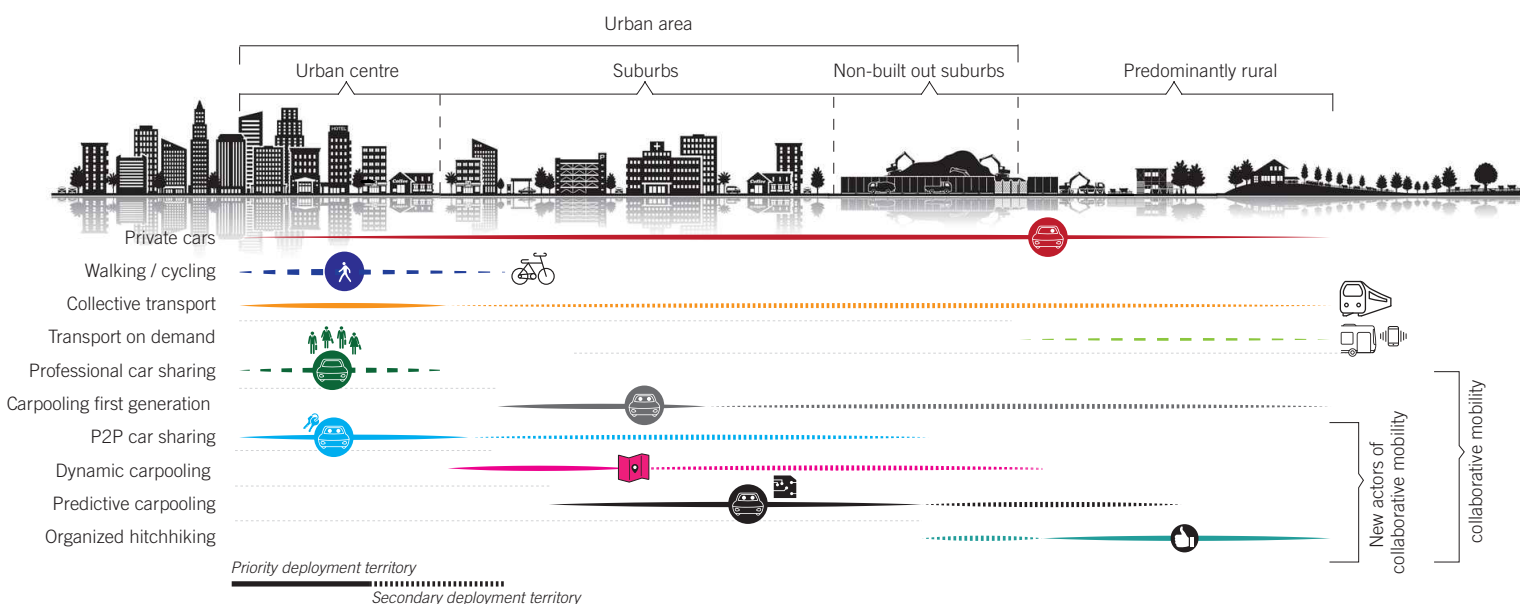 Urban area
Urban centre
Suburbs
Non-built out suburbs
Predominantly rural
HOTEL
Coffee
Coffee
Private cars
Walking / cycling
Collective transport
Transport on demand
Professional car sharing
Carpooling first generation
P2P car sharing
Dynamic carpooling
Predictive carpooling
Organized hitchhiking
New actors of
collaborative mobility
collaborative mobility
Priority deployment territory
Secondary deployment territory